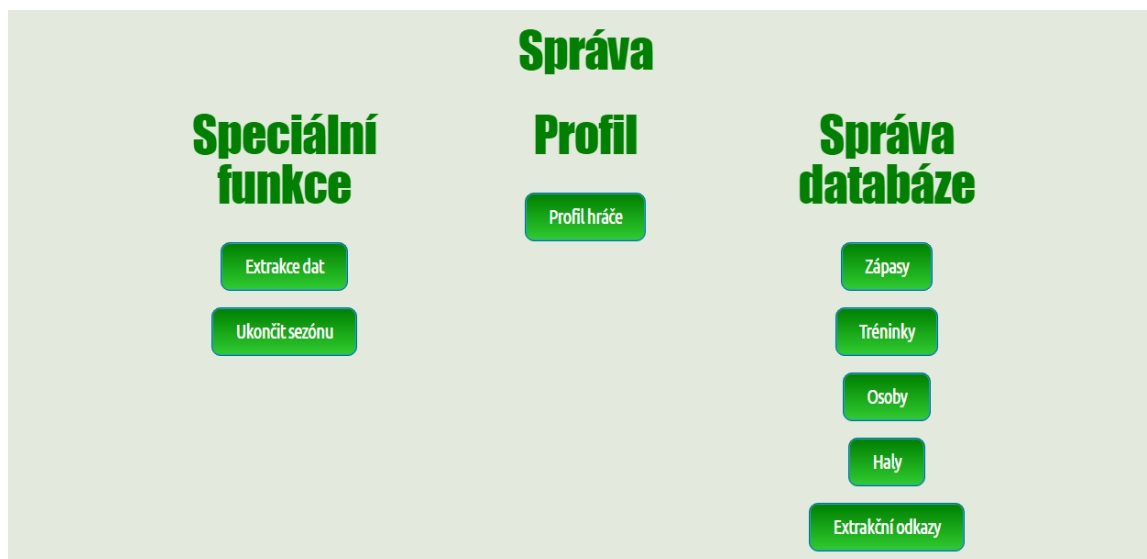 Správa
Speciální
funkce
Extrakce dat
Ukončit sezónu
Profil
Profil hráče
Správa
databáze
Zápasy
Tréninky
Osoby
Haly
Extrakční odkazy